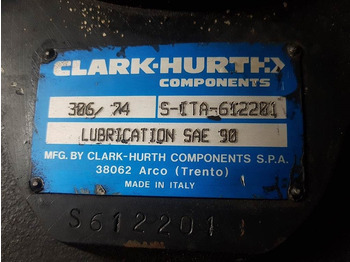 CLARK-HURTH
COMPONENTS
306/74 S-ITA-612201
LUBRICATION SAE 90
MFG. BY CLARK-HURTH COMPONENTS S.P.A.
38062 Arco (Trento)
MADE IN ITALY
S612201